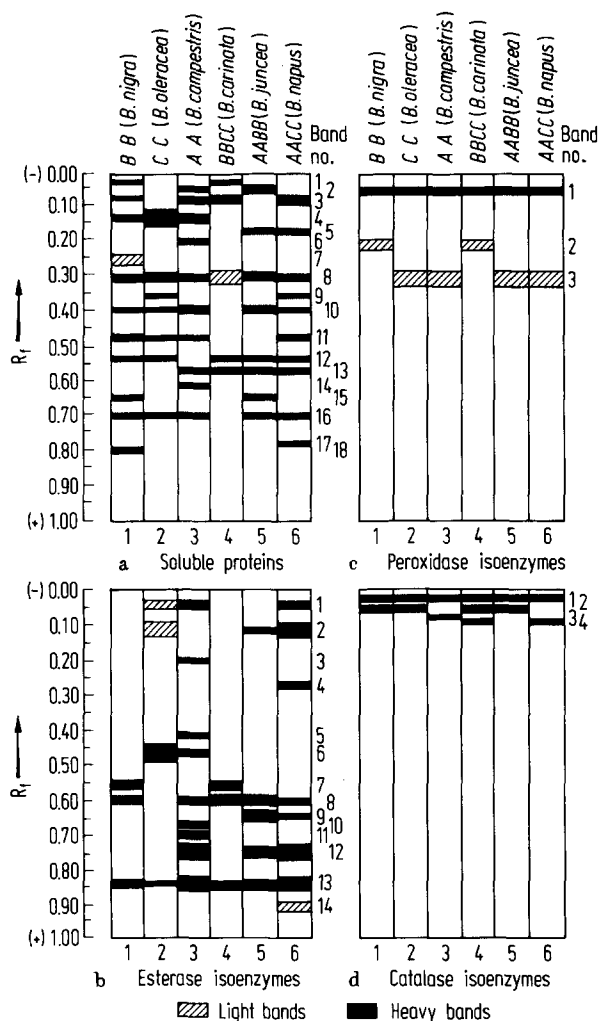 B B (B. nigra)
C C (B. oleracea)
A A (B. campestris)
BBCC (B. carinata)
AABB (B. juncea)
AACC (B. napus)
Band no.
(-) 0.00
0.10
0.20
0.30
0.40
0.50
0.60
0.70
0.80
0.90
(+) 1.00
Rf
1 2
3
4
5
6
7
8
9
10
11
12
13
14
15
16
17 18
1 2 3 4 5 6
a Soluble proteins
B B (B. nigra)
C C (B. oleracea)
A A (B. campestris)
BBCC (B. carinata)
AABB (B. juncea)
AACC (B. napus)
Band no.
1
2
3
1 2 3 4 5 6
c Peroxidase isoenzymes
(-) 0.00
0.10
0.20
0.30
0.40
0.50
0.60
0.70
0.80
0.90
(+) 1.00
Rf
1
2
3
4
5
6
7
8
9 10
11
12
13
14
1 2 3 4 5 6
b Esterase isoenzymes
1 2
3 4
1 2 3 4 5 6
d Catalase isoenzymes
Light bands
Heavy bands